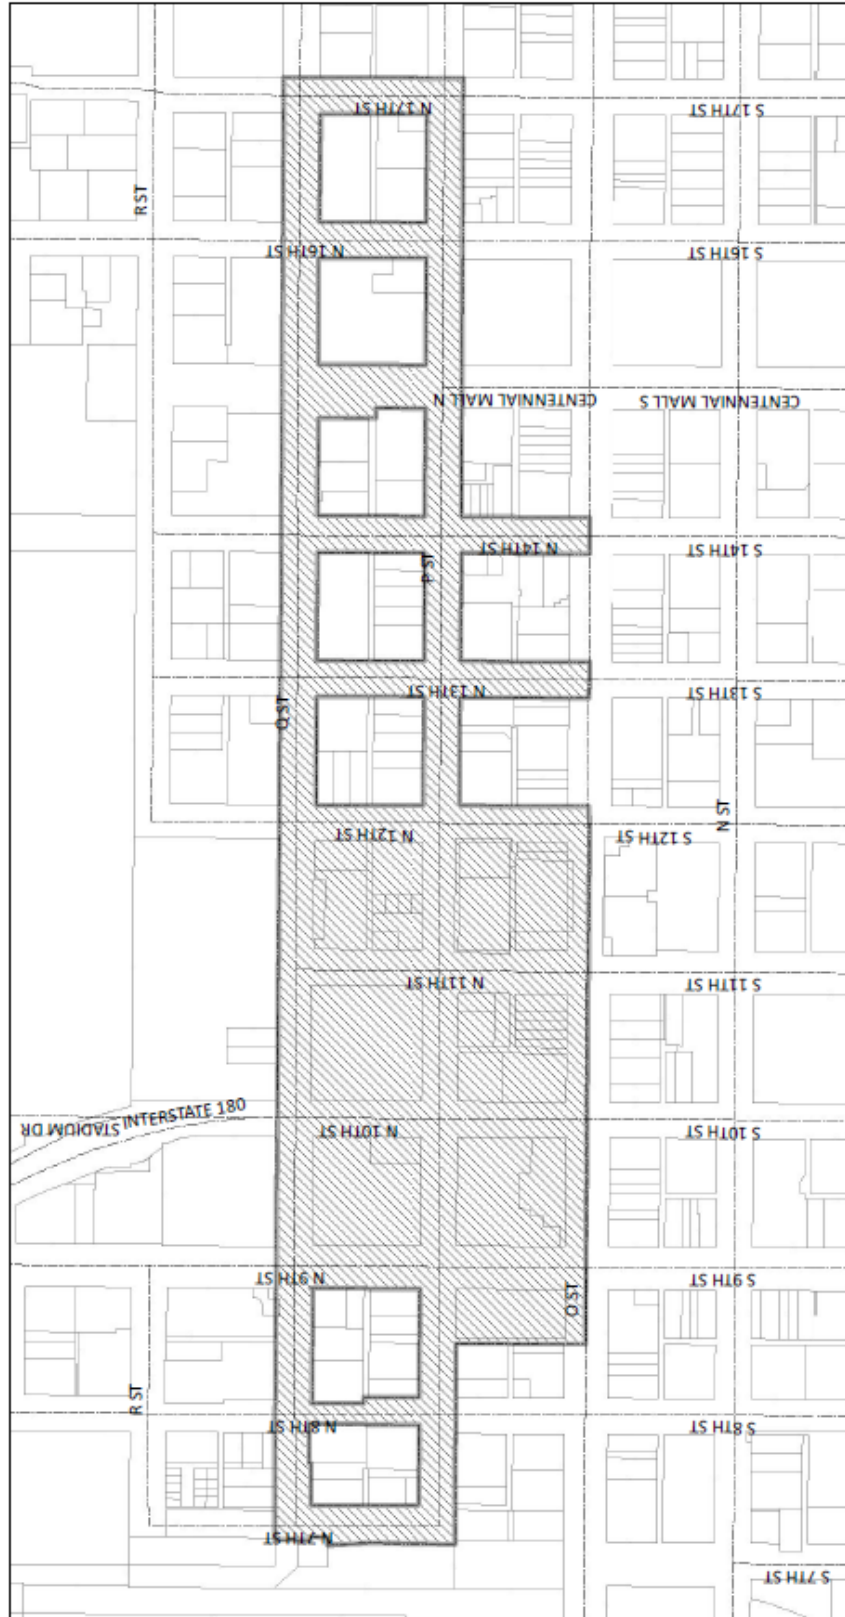 N 17TH ST
S 17TH ST
R ST
N 16TH ST
S 16TH ST
CENTENNIAL MALL N
CENTENNIAL MALL S
N 14TH ST
S 14TH ST
P ST
N 13TH ST
S 13TH ST
Q ST
N ST
N 12TH ST
S 12TH ST
N 11TH ST
S 11TH ST
INTERSTATE 180
STADIUM DR
N 10TH ST
S 10TH ST
N 9TH ST
S 9TH ST
O ST
R ST
N 8TH ST
S 8TH ST
N 7TH ST
S 7TH ST